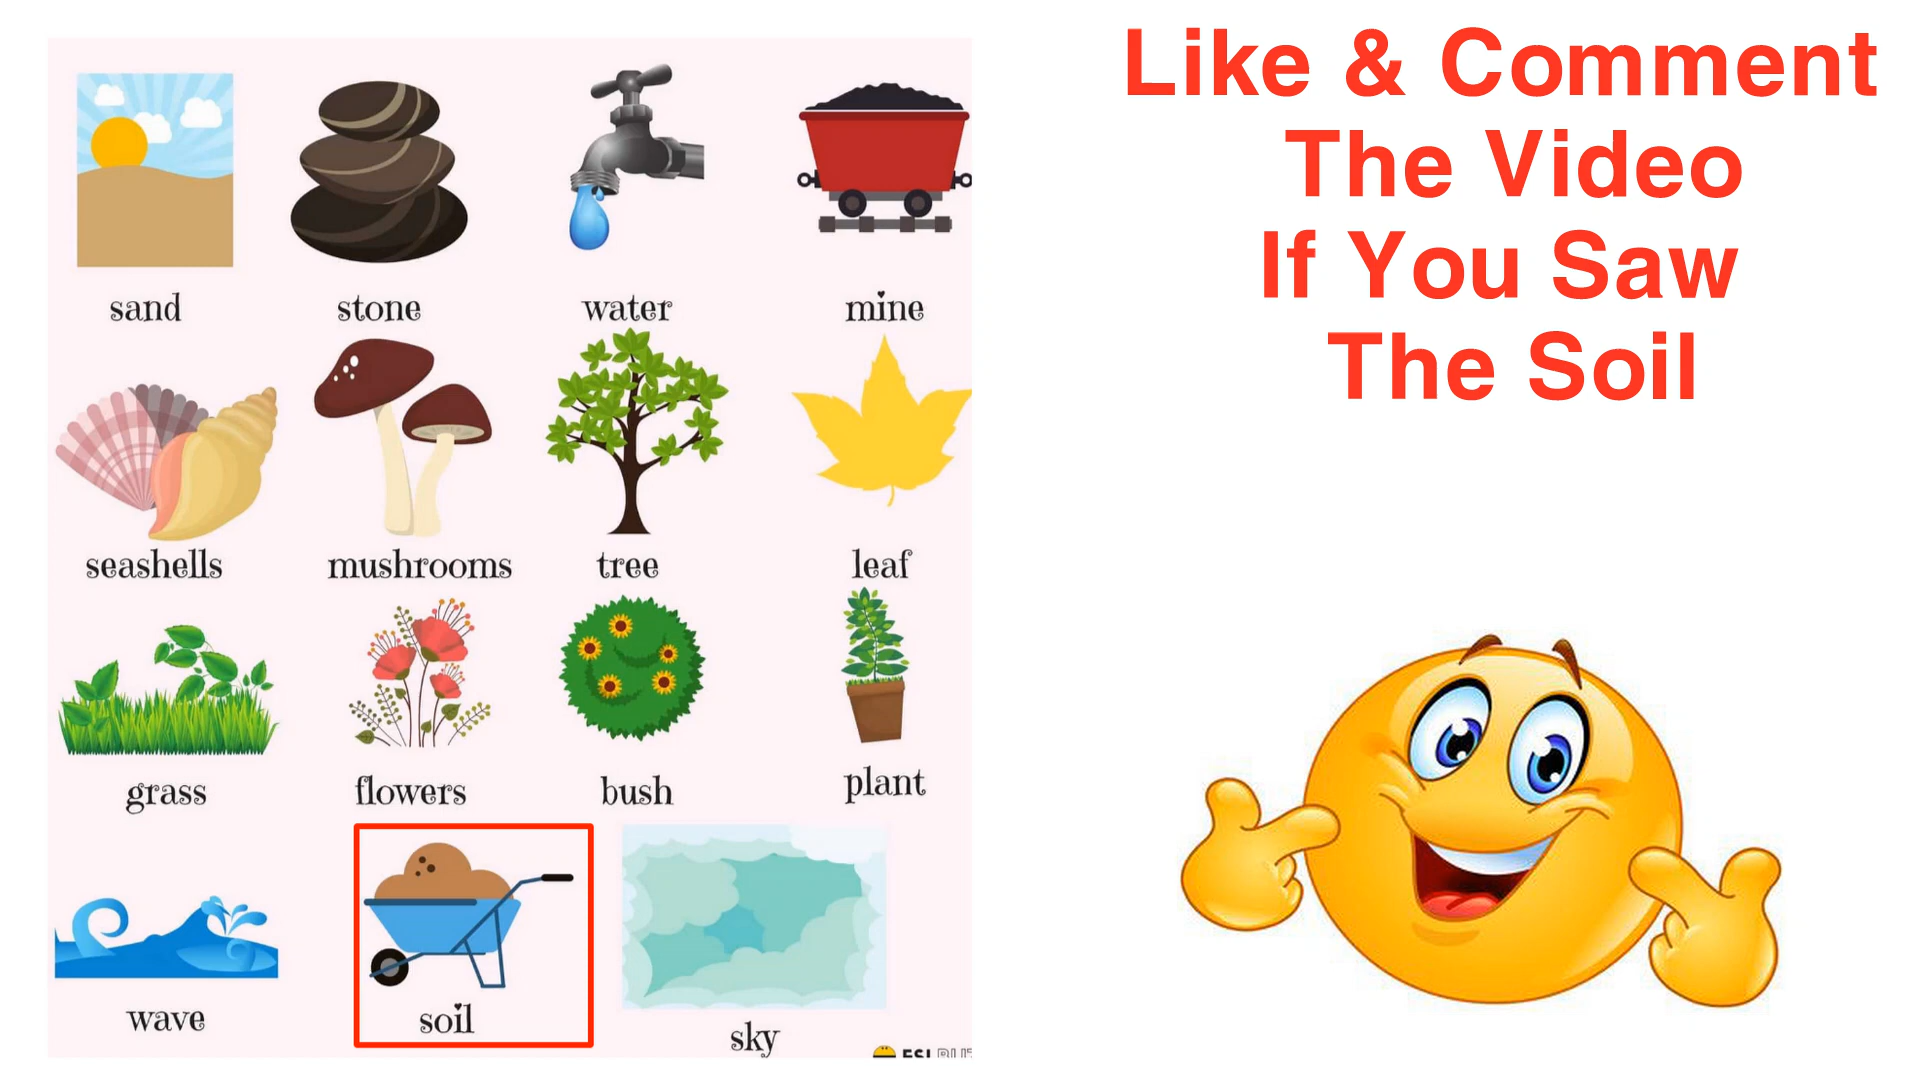 Like & Comment
The Video
If You Saw
The Soil
sand stone water mine
seashells mushrooms tree leaf
grass flowers bush plant
wave soil sky